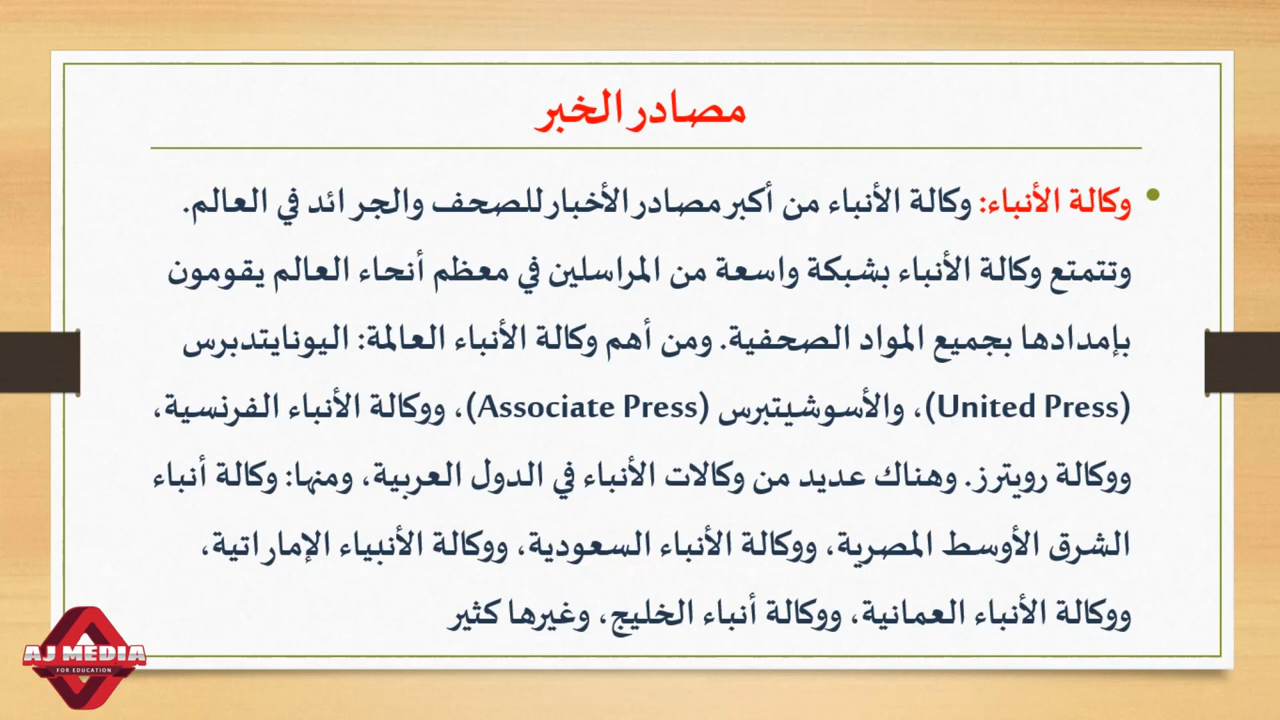 مصادر الخبر
• وكالة الأنباء: وكالة الأنباء من أكبر مصادر الأخبار للصحف والجرائد في العالم.
وتتمتع وكالة الأنباء بشبكة واسعة من المراسلين في معظم أنحاء العالم يقومون
بإمدادها بجميع المواد الصحفية. ومن أهم وكالة الأنباء العالمة: اليونايتدبرس
(United Press)، والأسوشيتبرس (Associate Press)، ووكالة الأنباء الفرنسية،
ووكالة رويترز. وهناك عديد من وكالات الأنباء في الدول العربية، ومنها: وكالة أنباء
الشرق الأوسط المصرية، ووكالة الأنباء السعودية، ووكالة الأنبياء الإماراتية،
ووكالة الأنباء العمانية، ووكالة أنباء الخليج، وغيرها كثير
AJ MEDIA
FOR EDUCATION